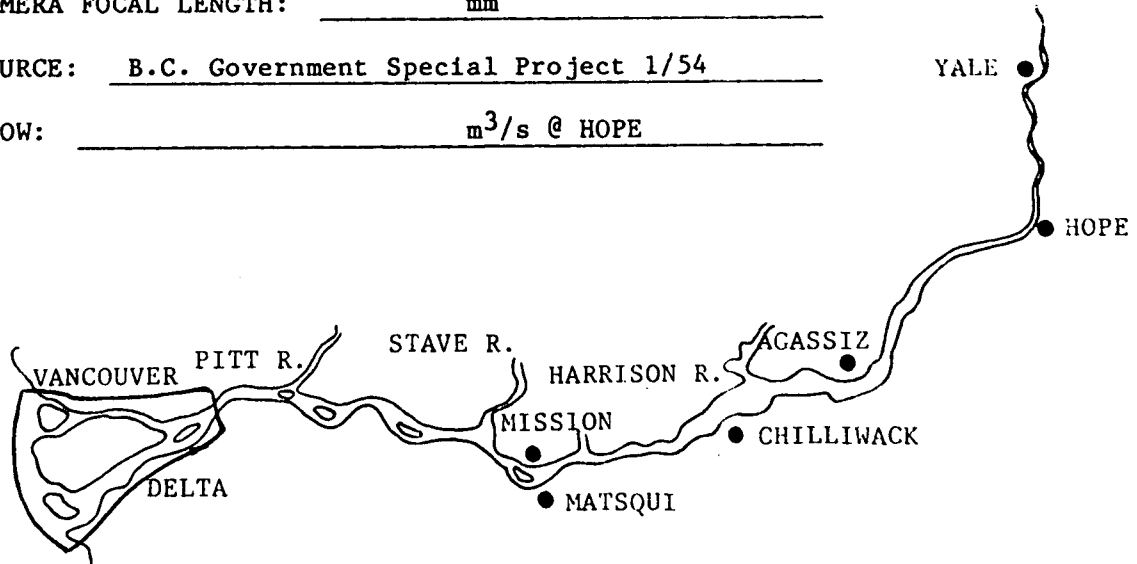 MERA FOCAL LENGTH: mm
URCE: B.C. Government Special Project 1/54
OW: m3/s @ HOPE
YALE
HOPE
AGASSIZ
STAVE R.
PITT R.
HARRISON R.
VANCOUVER
MISSION
CHILLIWACK
DELTA
MATSQUI